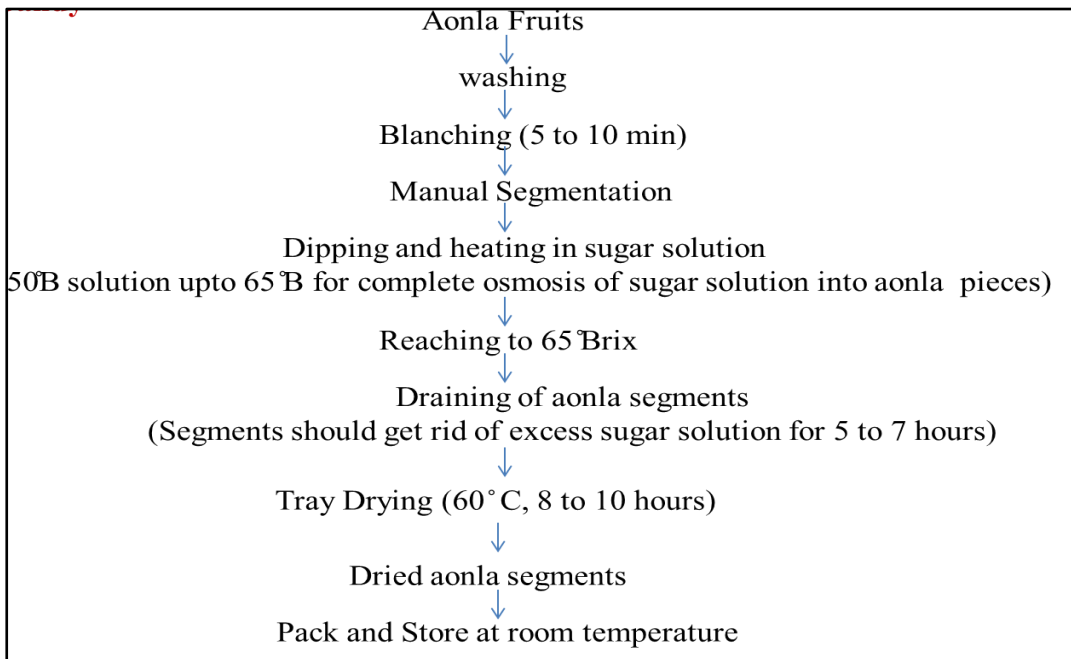 Aonla Fruits
washing
Blanching (5 to 10 min)
Manual Segmentation
Dipping and heating in sugar solution
50°B solution upto 65°B for complete osmosis of sugar solution into aonla pieces)
Reaching to 65°Brix
Draining of aonla segments
(Segments should get rid of excess sugar solution for 5 to 7 hours)
Tray Drying (60°C, 8 to 10 hours)
Dried aonla segments
Pack and Store at room temperature